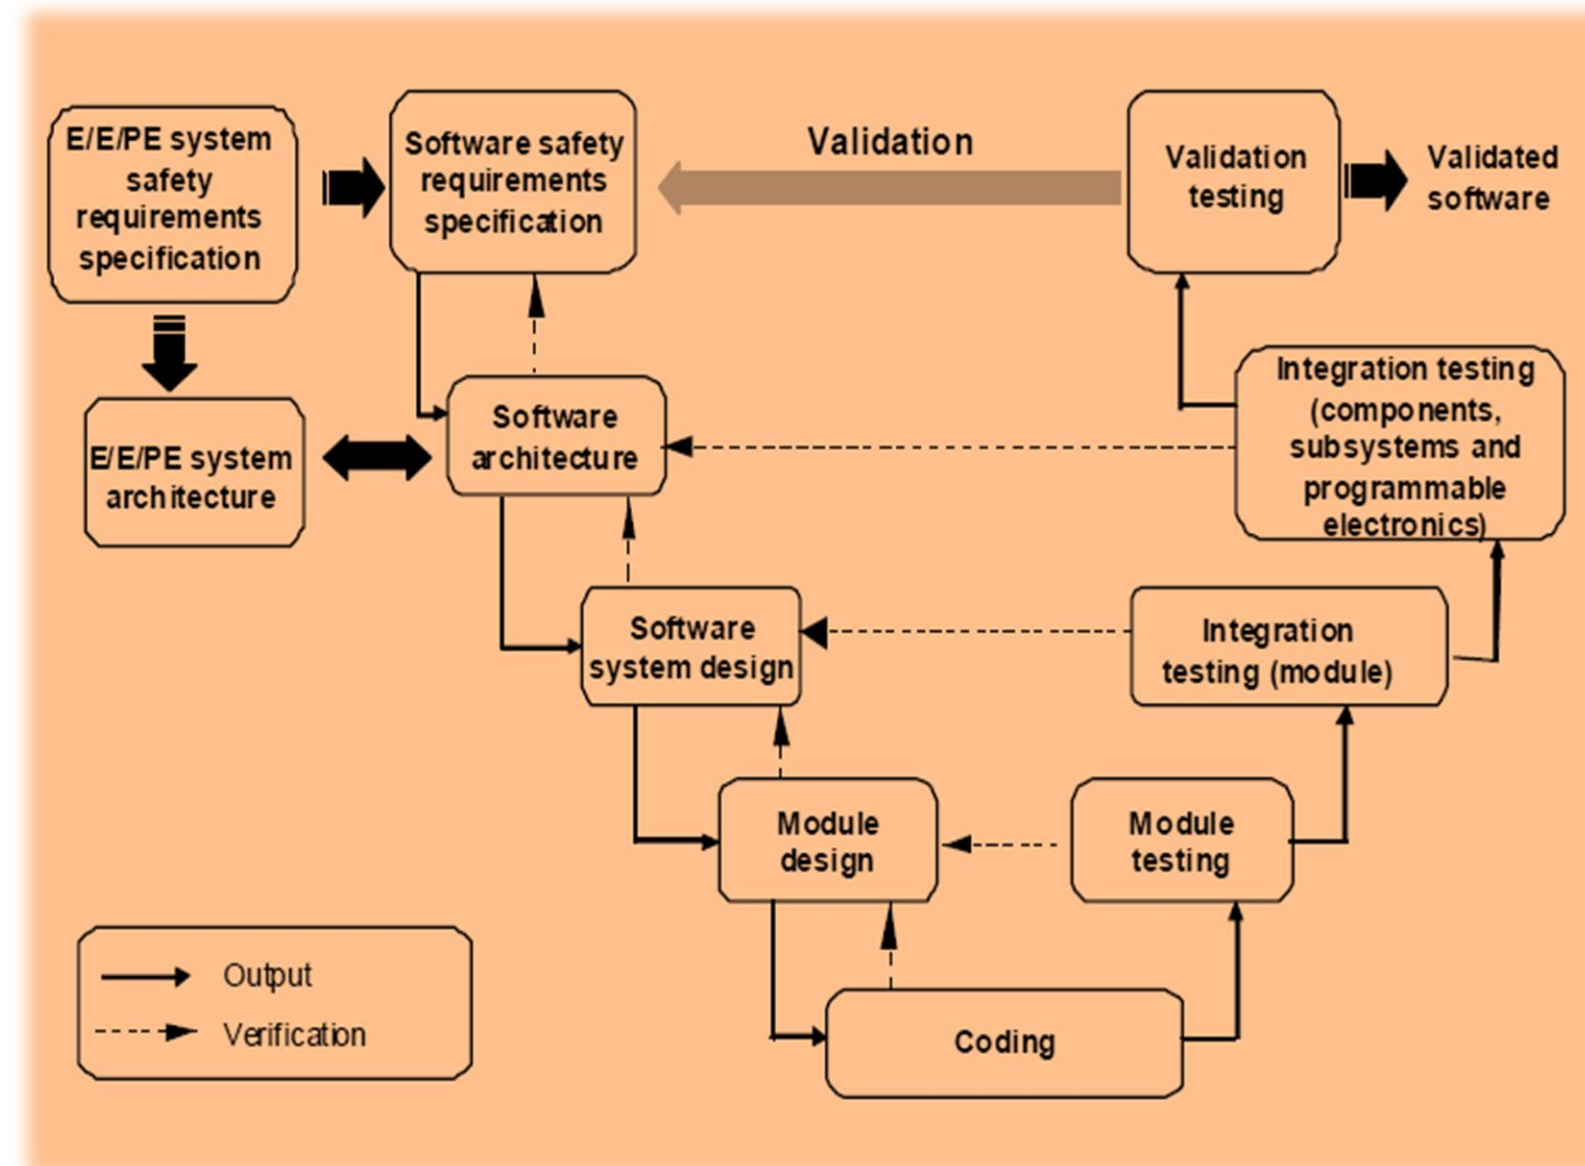 E/E/PE system
safety
requirements
specification
Software safety
requirements
specification
Validation
Validation
testing
Validated
software
E/E/PE system
architecture
Software
architecture
Integration testing
(components,
subsystems and
programmable
electronics)
Software
system design
Integration
testing (module)
Module
design
Module
testing
Coding
Output
Verification